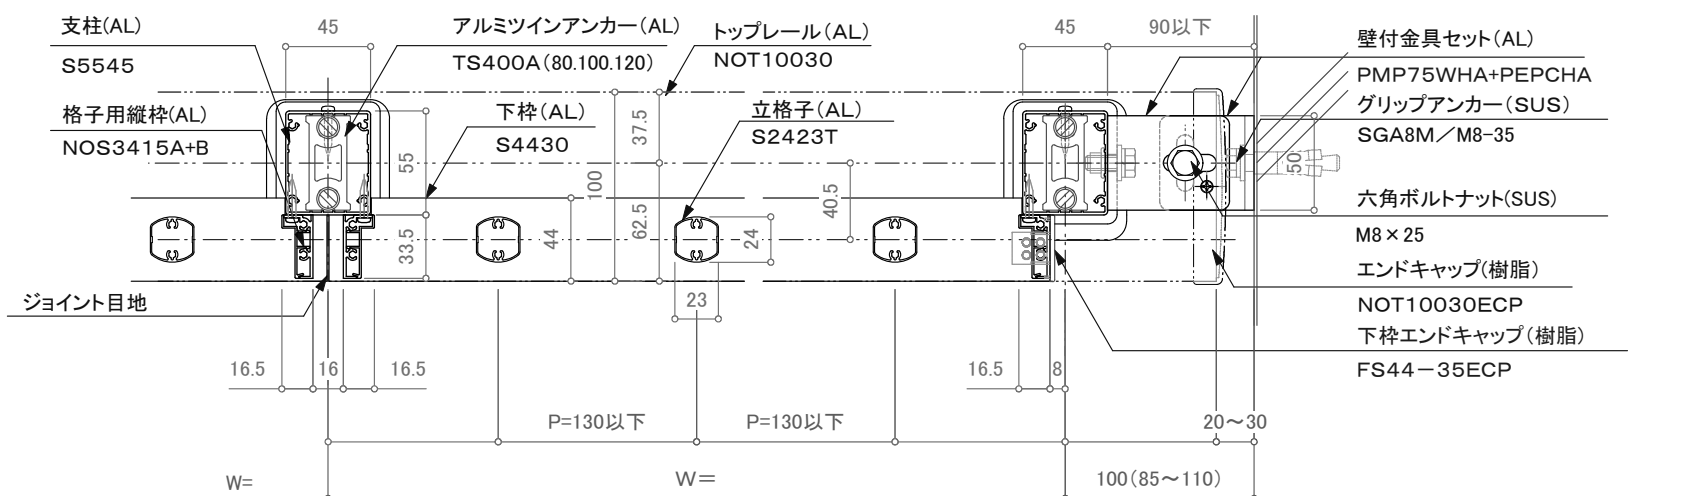 支柱(AL)
S5545
45
アルミツインアンカー(AL)
TS400A(80.100.120)
トップレール(AL)
NOT10030
45
90以下
壁付金具セット(AL)
PMP75WHA+PEPCHA
グリップアンカー(SUS)
SGA8M／M8-35
格子用縦枠(AL)
NOS3415A+B
下枠(AL)
S4430
立格子(AL)
S2423T
55
33.5
44
100
37.5
62.5
24
40.5
50
六角ボルトナット(SUS)
M8×25
エンドキャップ(樹脂)
NOT10030ECP
下枠エンドキャップ(樹脂)
FS44－35ECP
ジョイント目地
23
16.5
16
16.5
16.5
8
P=130以下
P=130以下
20～30
W=
W=
100(85～110)